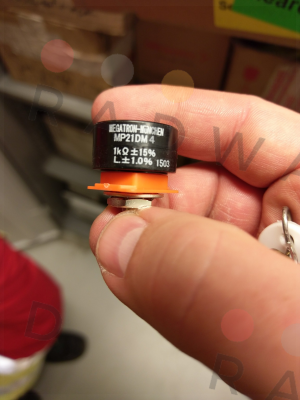 MEGATRON-MÜNCHEN
MP21DM 4
1kΩ±15%
L.±1.0% 1503